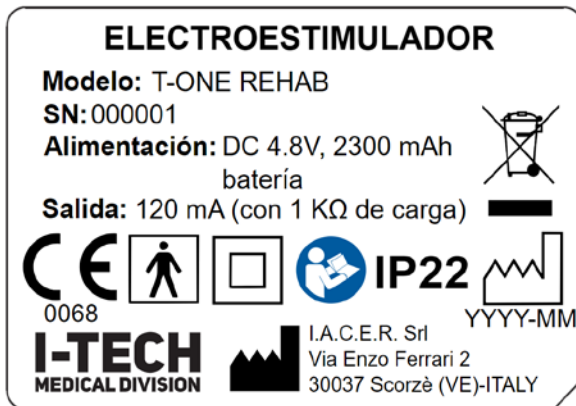 ELECTROESTIMULADOR
Modelo: T-ONE REHAB
SN: 000001
Alimentación: DC 4.8V, 2300 mAh
batería
Salida: 120 mA (con 1 KΩ de carga)
CE
0068
IP22
YYYY-MM
I-TECH
MEDICAL DIVISION
I.A.C.E.R. Srl
Via Enzo Ferrari 2
30037 Scorzè (VE)-ITALY